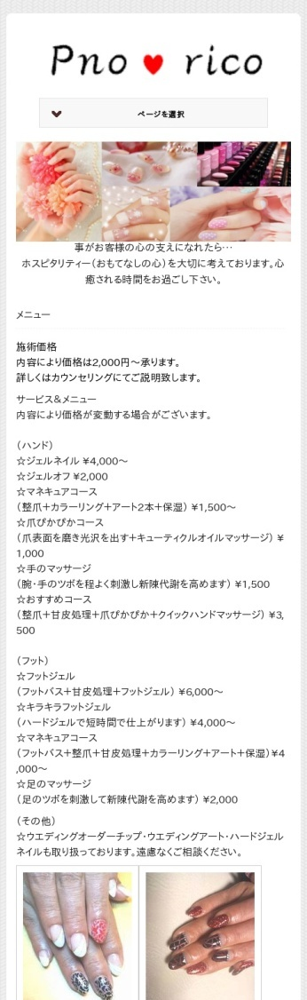 Pno ♥ rico
ページを選択
事がお客様の心の支えになれたら…
ホスピタリティー(おもてなしの心)を大切に考えております。心
癒される時間をお過ごし下さい。
メニュー
施術価格
内容により価格は2,000円〜承ります。
詳しくはカウンセリングにてご説明致します。
サービス＆メニュー
内容により価格が変動する場合がございます。
(ハンド)
☆ジェルネイル ¥4,000〜
☆ジェルオフ ¥2,000
☆マネキュアコース
(整爪＋カラーリング＋アート2本＋保湿) ¥1,500〜
☆爪ぴかぴかコース
(爪表面を磨き光沢を出す＋キューティクルオイルマッサージ) ¥
1,000
☆手のマッサージ
(腕・手のツボを程よく刺激し新陳代謝を高めます) ¥1,500
☆おすすめコース
(整爪＋甘皮処理＋爪ぴかぴか＋クイックハンドマッサージ) ¥3,
500
(フット)
☆フットジェル
(フットバス＋甘皮処理＋フットジェル) ¥6,000〜
☆キラキラフットジェル
(ハードジェルで短時間で仕上がります) ¥4,000〜
☆マネキュアコース
(フットバス＋整爪＋甘皮処理＋カラーリング＋アート＋保湿)¥4
,000〜
☆足のマッサージ
(足のツボを刺激して新陳代謝を高めます) ¥2,000
(その他)
☆ウエディングオーダーチップ・ウエディングアート・ハードジェル
ネイルも取り扱っております。遠慮なくご相談ください。